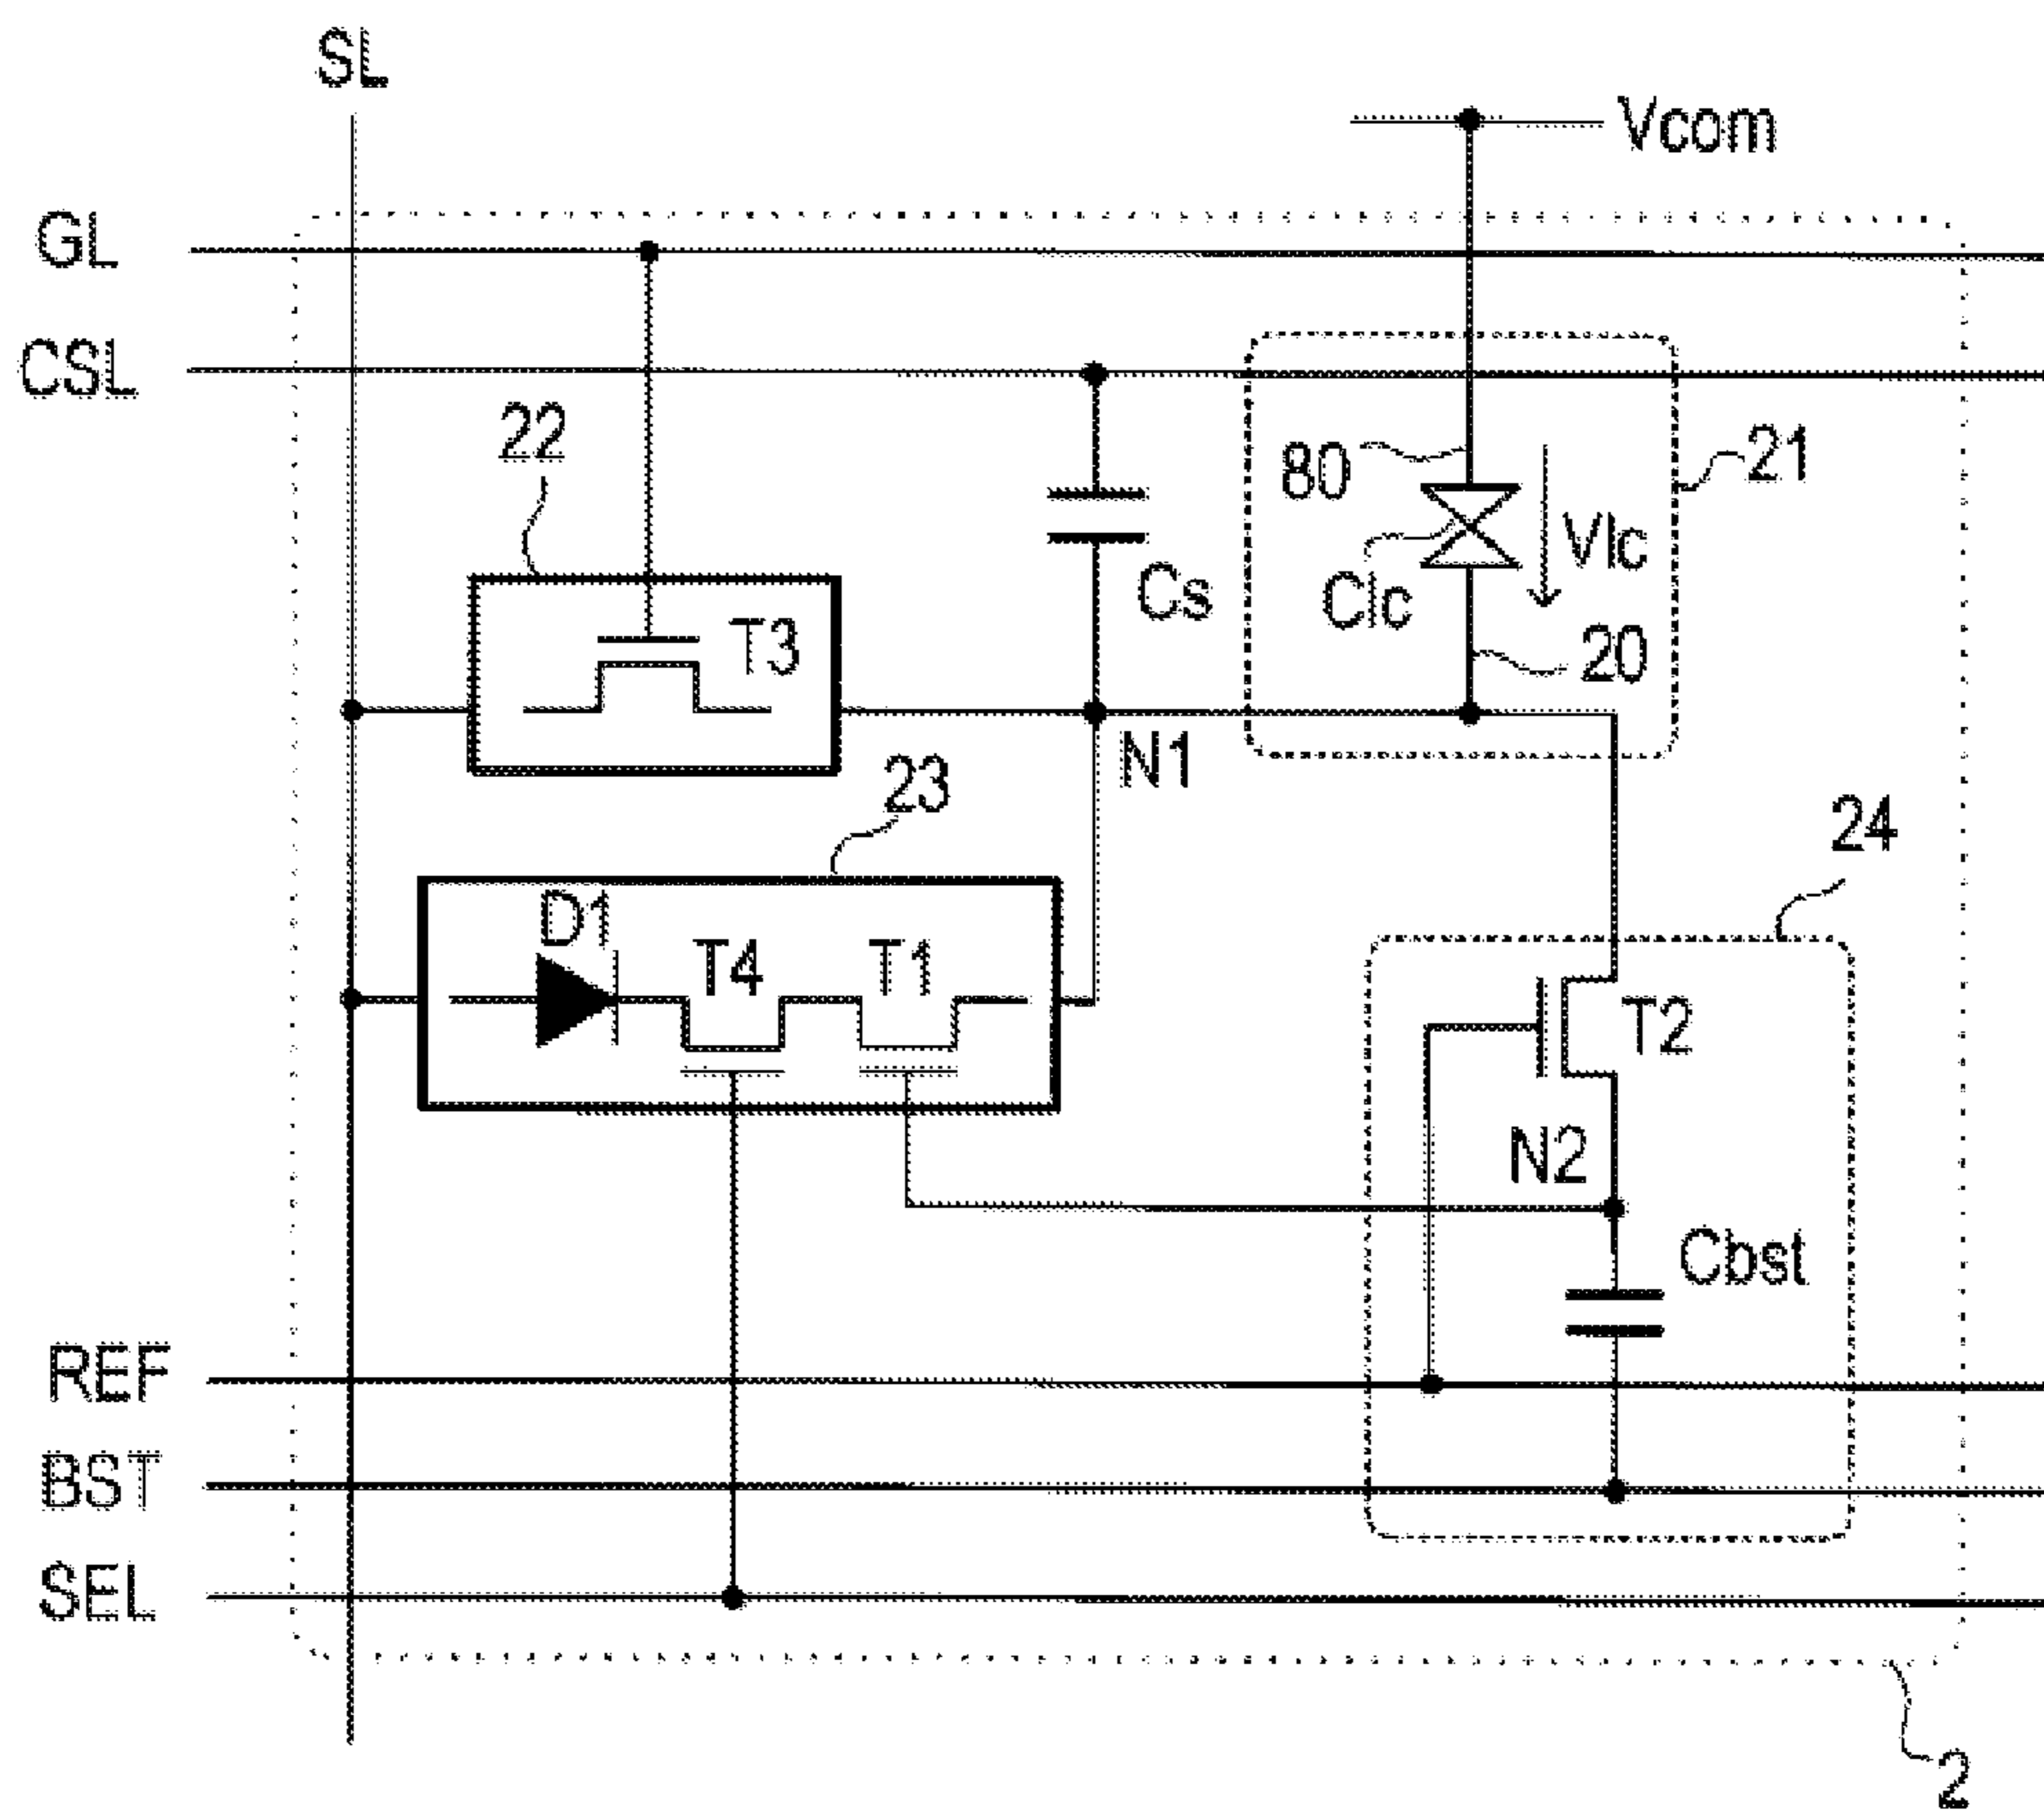 SL
Vcom
GL
CSL
22
80
21
Vlc
Clc
Cs
T3
20
N1
23
24
D1
T4
T1
T2
N2
Cbst
REF
BST
SEL
2